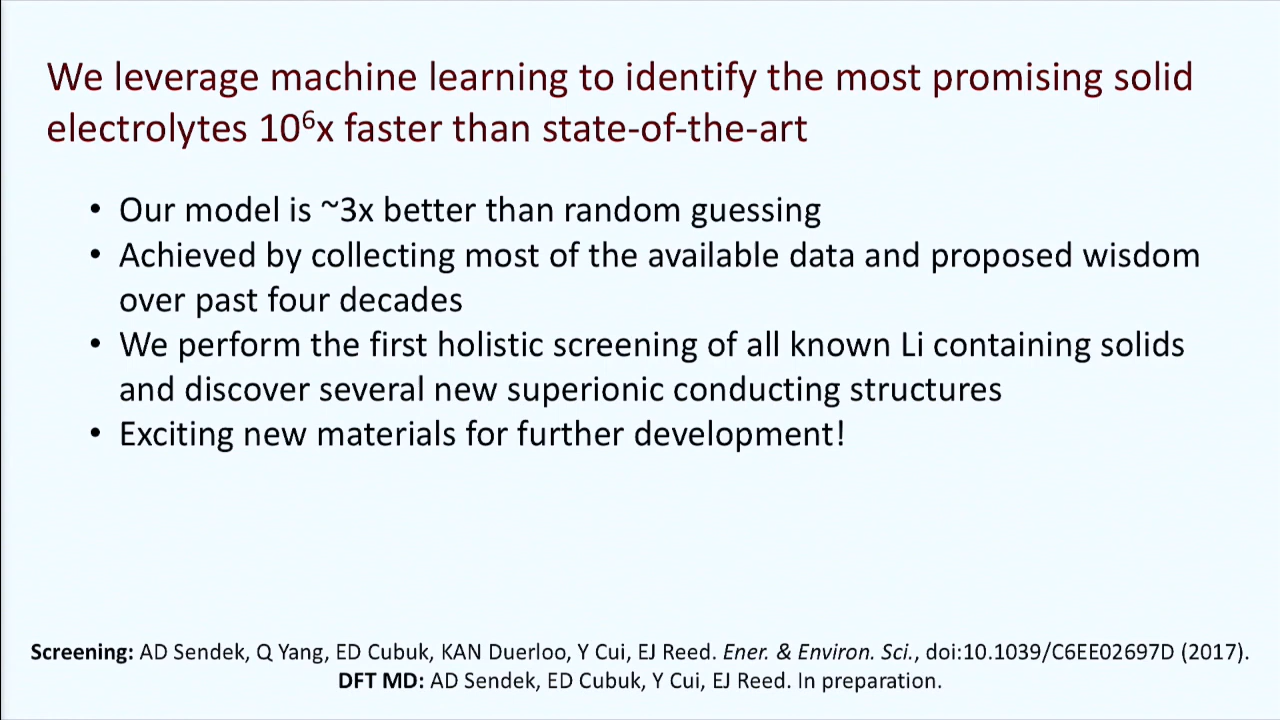 We leverage machine learning to identify the most promising solid
electrolytes 10⁶x faster than state-of-the-art
• Our model is ~3x better than random guessing
• Achieved by collecting most of the available data and proposed wisdom
over past four decades
• We perform the first holistic screening of all known Li containing solids
and discover several new superionic conducting structures
• Exciting new materials for further development!
Screening: AD Sendek, Q Yang, ED Cubuk, KAN Duerloo, Y Cui, EJ Reed. Ener. & Environ. Sci., doi:10.1039/C6EE02697D (2017).
DFT MD: AD Sendek, ED Cubuk, Y Cui, EJ Reed. In preparation.